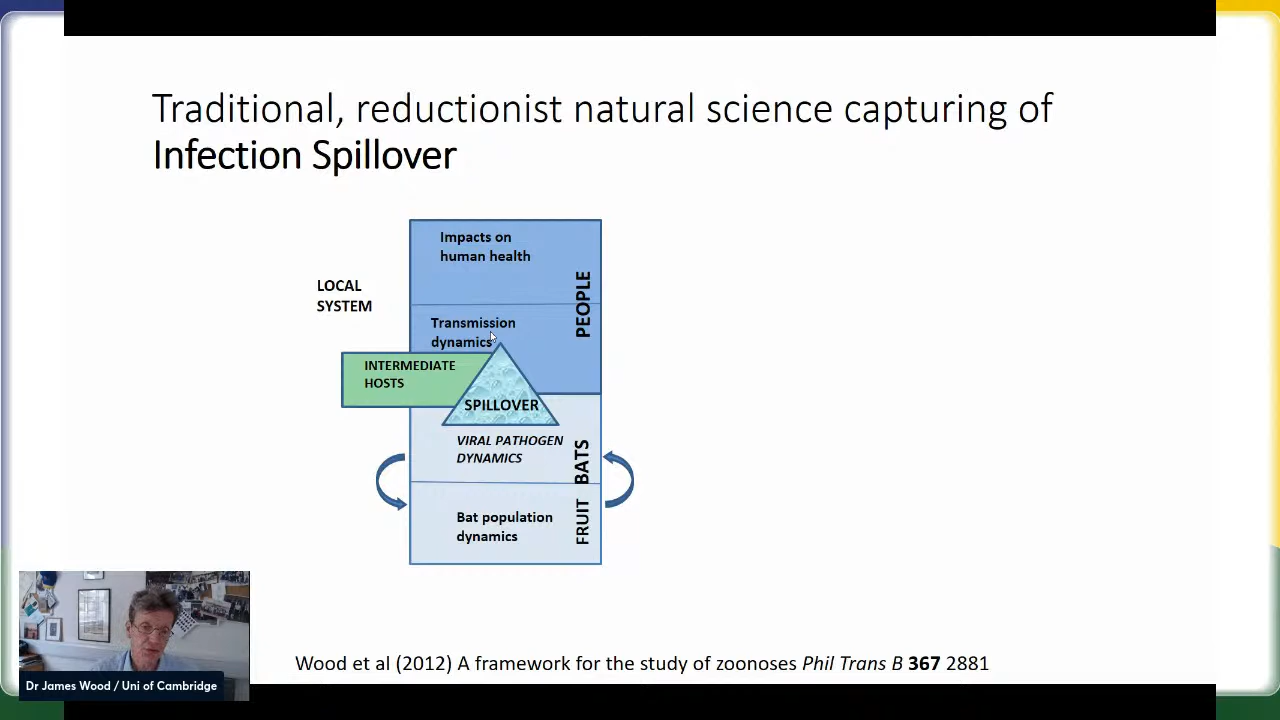 Traditional, reductionist natural science capturing of
Infection Spillover
Impacts on
human health
PEOPLE
LOCAL
SYSTEM
Transmission
dynamics
INTERMEDIATE
HOSTS
SPILLOVER
VIRAL PATHOGEN
DYNAMICS
FRUIT BATS
Bat population
dynamics
Wood et al (2012) A framework for the study of zoonoses Phil Trans B 367 2881
Dr James Wood / Uni of Cambridge